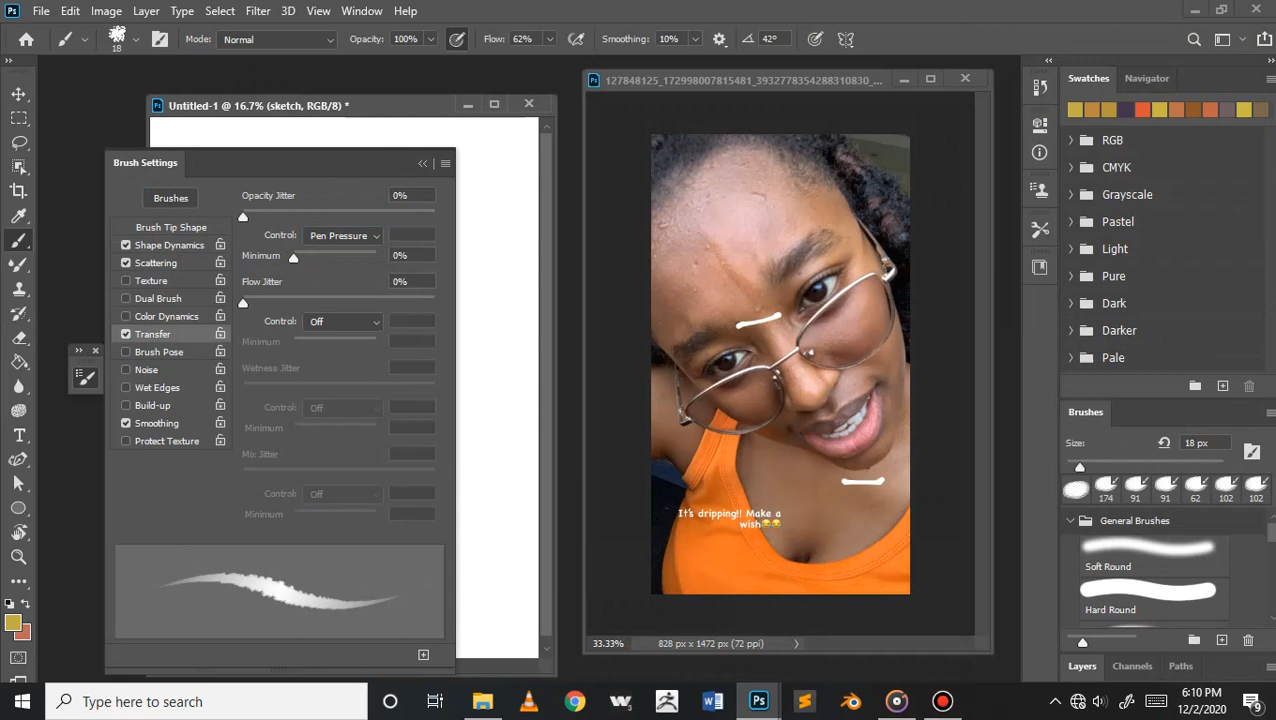 Ps File Edit Image Layer Type Select Filter 3D View Window Help
18 Mode: Normal Opacity: 100% Flow: 62% Smoothing: 10% 42°
Untitled-1 @ 16.7% (sketch, RGB/8) *
Brush Settings
Brushes
Brush Tip Shape
Shape Dynamics
Scattering
Texture
Dual Brush
Color Dynamics
Transfer
Brush Pose
Noise
Wet Edges
Build-up
Smoothing
Protect Texture
Opacity Jitter 0%
Control: Pen Pressure
Minimum 0%
Flow Jitter 0%
Control: Off
Minimum
Wetness Jitter
Control: Off
Minimum
Mix Jitter
Control: Off
Minimum
Ps 127848125_172998007815481_3932778354288310830_...
It's dripping!! Make a
wish😂😂
33.33% 828 px x 1472 px (72 ppi)
Swatches Navigator
RGB
CMYK
Grayscale
Pastel
Light
Pure
Dark
Darker
Pale
Brushes
Size: 18 px
174 91 91 62 102 102
General Brushes
Soft Round
Hard Round
Layers Channels Paths
Type here to search
Ps
6:10 PM
12/2/2020
9